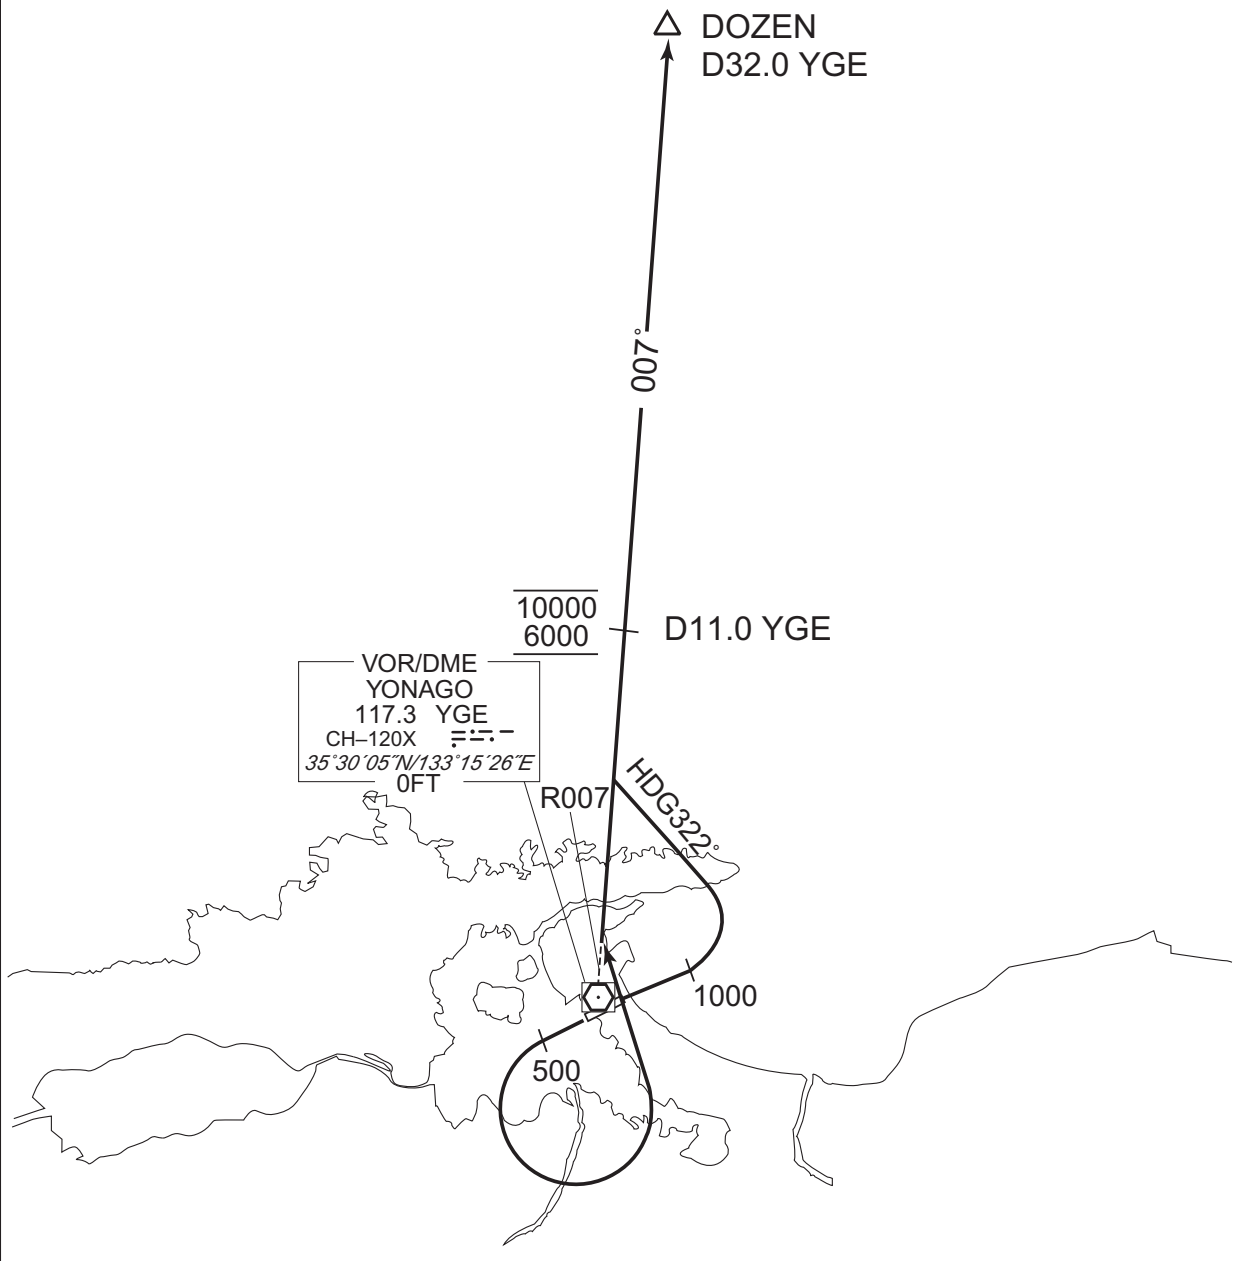 DOZEN
D32.0 YGE
007°
10000
6000
D11.0 YGE
VOR/DME
YONAGO
117.3 YGE
CH–120X
35°30´05˝N/133°15´26˝E
0FT
R007
HDG322°
1000
500